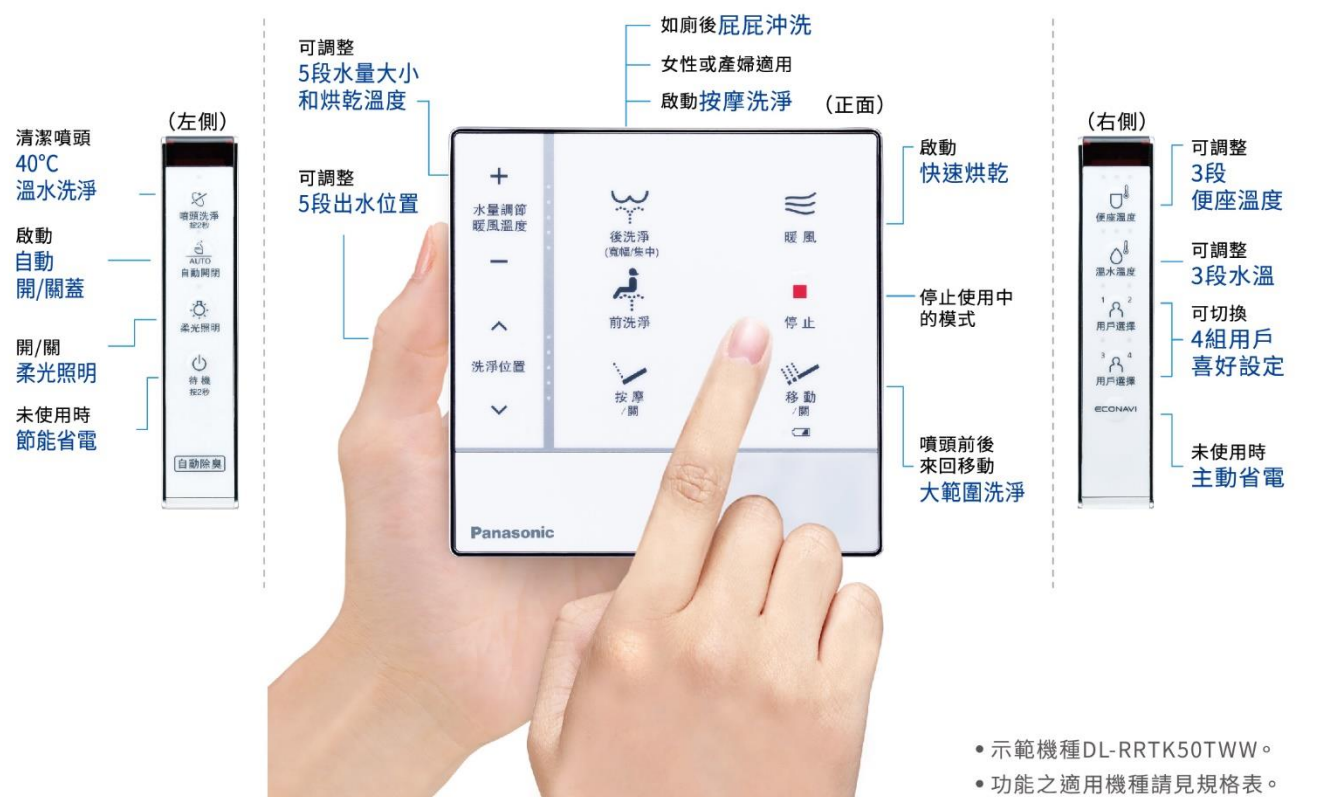 (左側)
清潔噴頭
40°C
溫水洗淨
啟動
自動
開/關蓋
開/關
柔光照明
未使用時
節能省電
噴頭洗淨
按2秒
AUTO
自動開閉
柔光照明
待機
按2秒
自動除臭
可調整
5段水量大小
和烘乾溫度
可調整
5段出水位置
如廁後屁屁沖洗
女性或產婦適用
啟動按摩洗淨
(正面)
+
水量調節
暖風溫度
−
洗淨位置
後洗淨
(寬幅/集中)
暖風
前洗淨
停止
按摩
/關
移動
/關
Panasonic
啟動
快速烘乾
停止使用中
的模式
噴頭前後
來回移動
大範圍洗淨
(右側)
便座溫度
溫水溫度
1 2
用戶選擇
3 4
用戶選擇
ECONAVI
可調整
3段
便座溫度
可調整
3段水溫
可切換
4組用戶
喜好設定
未使用時
主動省電
•示範機種DL-RRTK50TWW。
•功能之適用機種請見規格表。